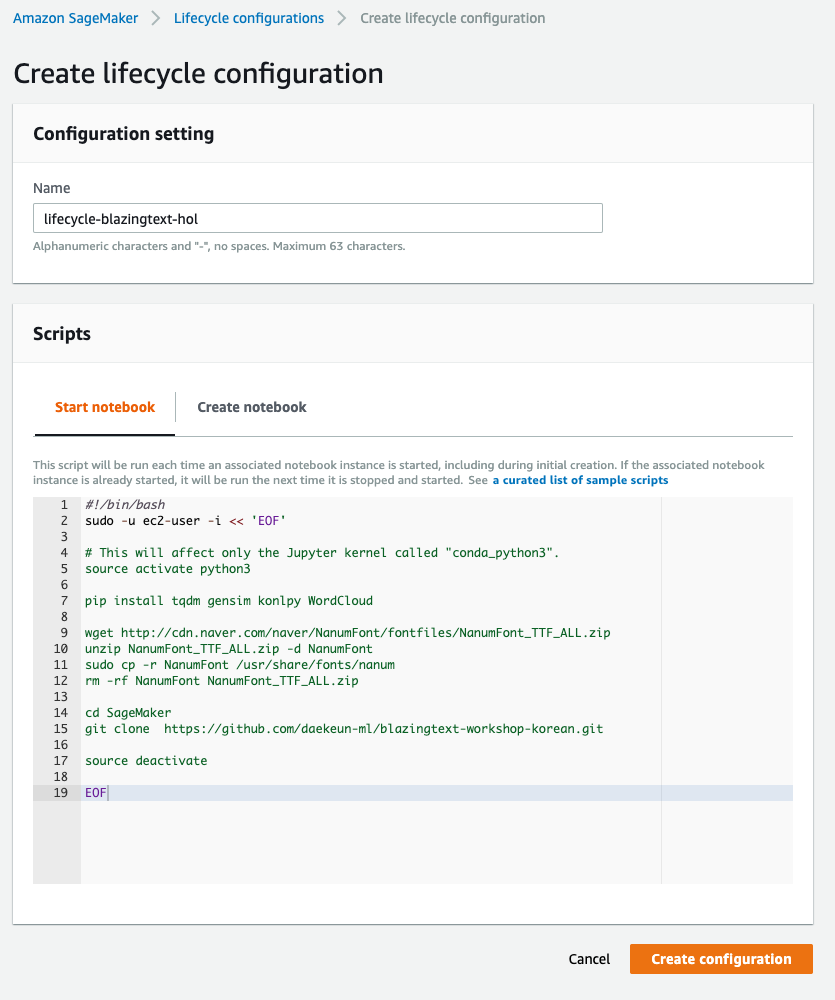 Amazon SageMaker > Lifecycle configurations > Create lifecycle configuration
Create lifecycle configuration
Configuration setting
Name
lifecycle-blazingtext-hol
Alphanumeric characters and "-", no spaces. Maximum 63 characters.
Scripts
Start notebook
Create notebook
This script will be run each time an associated notebook instance is started, including during initial creation. If the associated notebook
instance is already started, it will be run the next time it is stopped and started. See a curated list of sample scripts
1 #!/bin/bash
2 sudo -u ec2-user -i << 'EOF'
3
4 # This will affect only the Jupyter kernel called "conda_python3".
5 source activate python3
6
7 pip install tqdm gensim konlpy WordCloud
8
9 wget http://cdn.naver.com/naver/NanumFont/fontfiles/NanumFont_TTF_ALL.zip
10 unzip NanumFont_TTF_ALL.zip -d NanumFont
11 sudo cp -r NanumFont /usr/share/fonts/nanum
12 rm -rf NanumFont NanumFont_TTF_ALL.zip
13
14 cd SageMaker
15 git clone  https://github.com/daekeun-ml/blazingtext-workshop-korean.git
16
17 source deactivate
18
19 EOF
Cancel
Create configuration